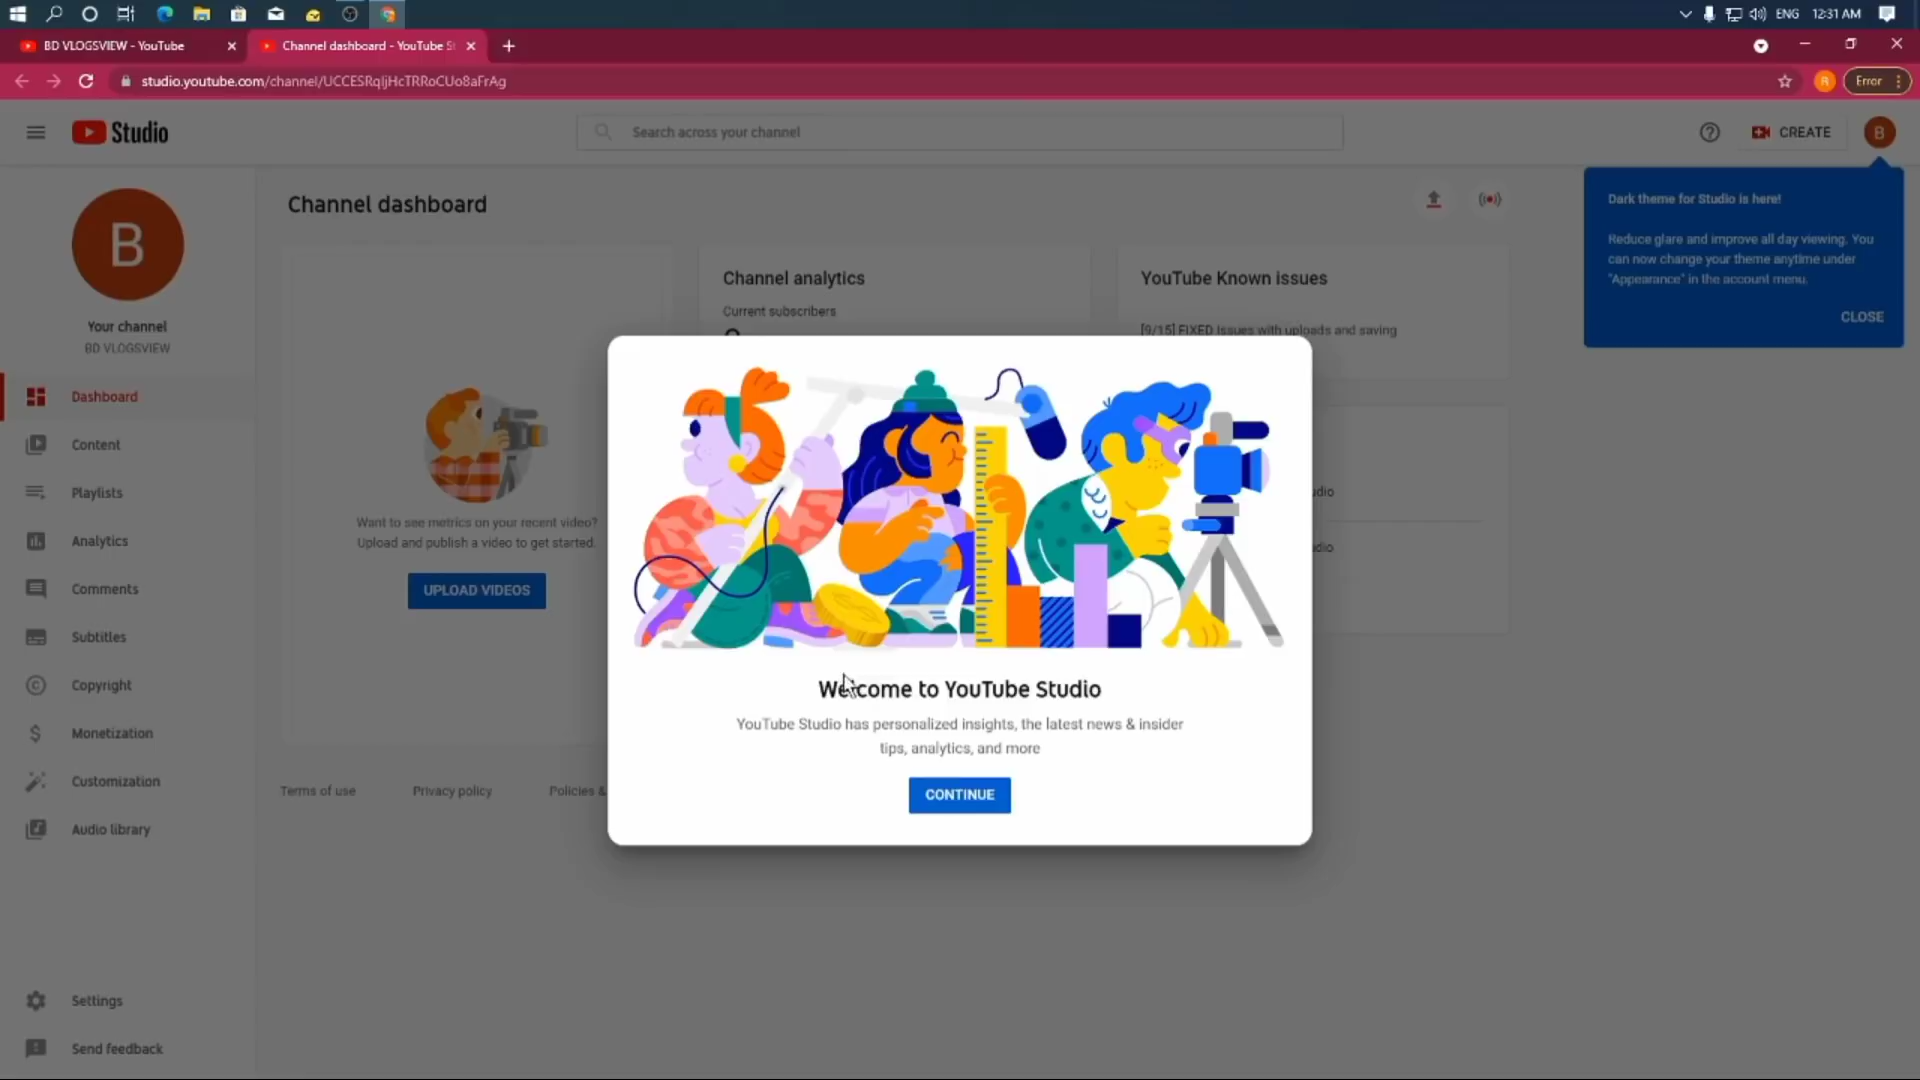 ENG 12:31 AM
BD VLOGSVIEW - YouTube
Channel dashboard - YouTube S
studio.youtube.com/channel/UCCESRqljHcTRRoCUo8aFrAg
R
Error
Studio
Search across your channel
CREATE
B
Dark theme for Studio is here!
Reduce glare and improve all day viewing. You
can now change your theme anytime under
"Appearance" in the account menu.
CLOSE
B
Your channel
BD VLOGSVIEW
Dashboard
Content
Playlists
Analytics
Comments
Subtitles
Copyright
Monetization
Customization
Audio library
Settings
Send feedback
Channel dashboard
Want to see metrics on your recent video?
Upload and publish a video to get started.
UPLOAD VIDEOS
Channel analytics
Current subscribers
YouTube Known issues
[9/15] FIXED Issues with uploads and saving
udio
udio
Welcome to YouTube Studio
YouTube Studio has personalized insights, the latest news & insider
tips, analytics, and more
CONTINUE
Terms of use
Privacy policy
Policies &